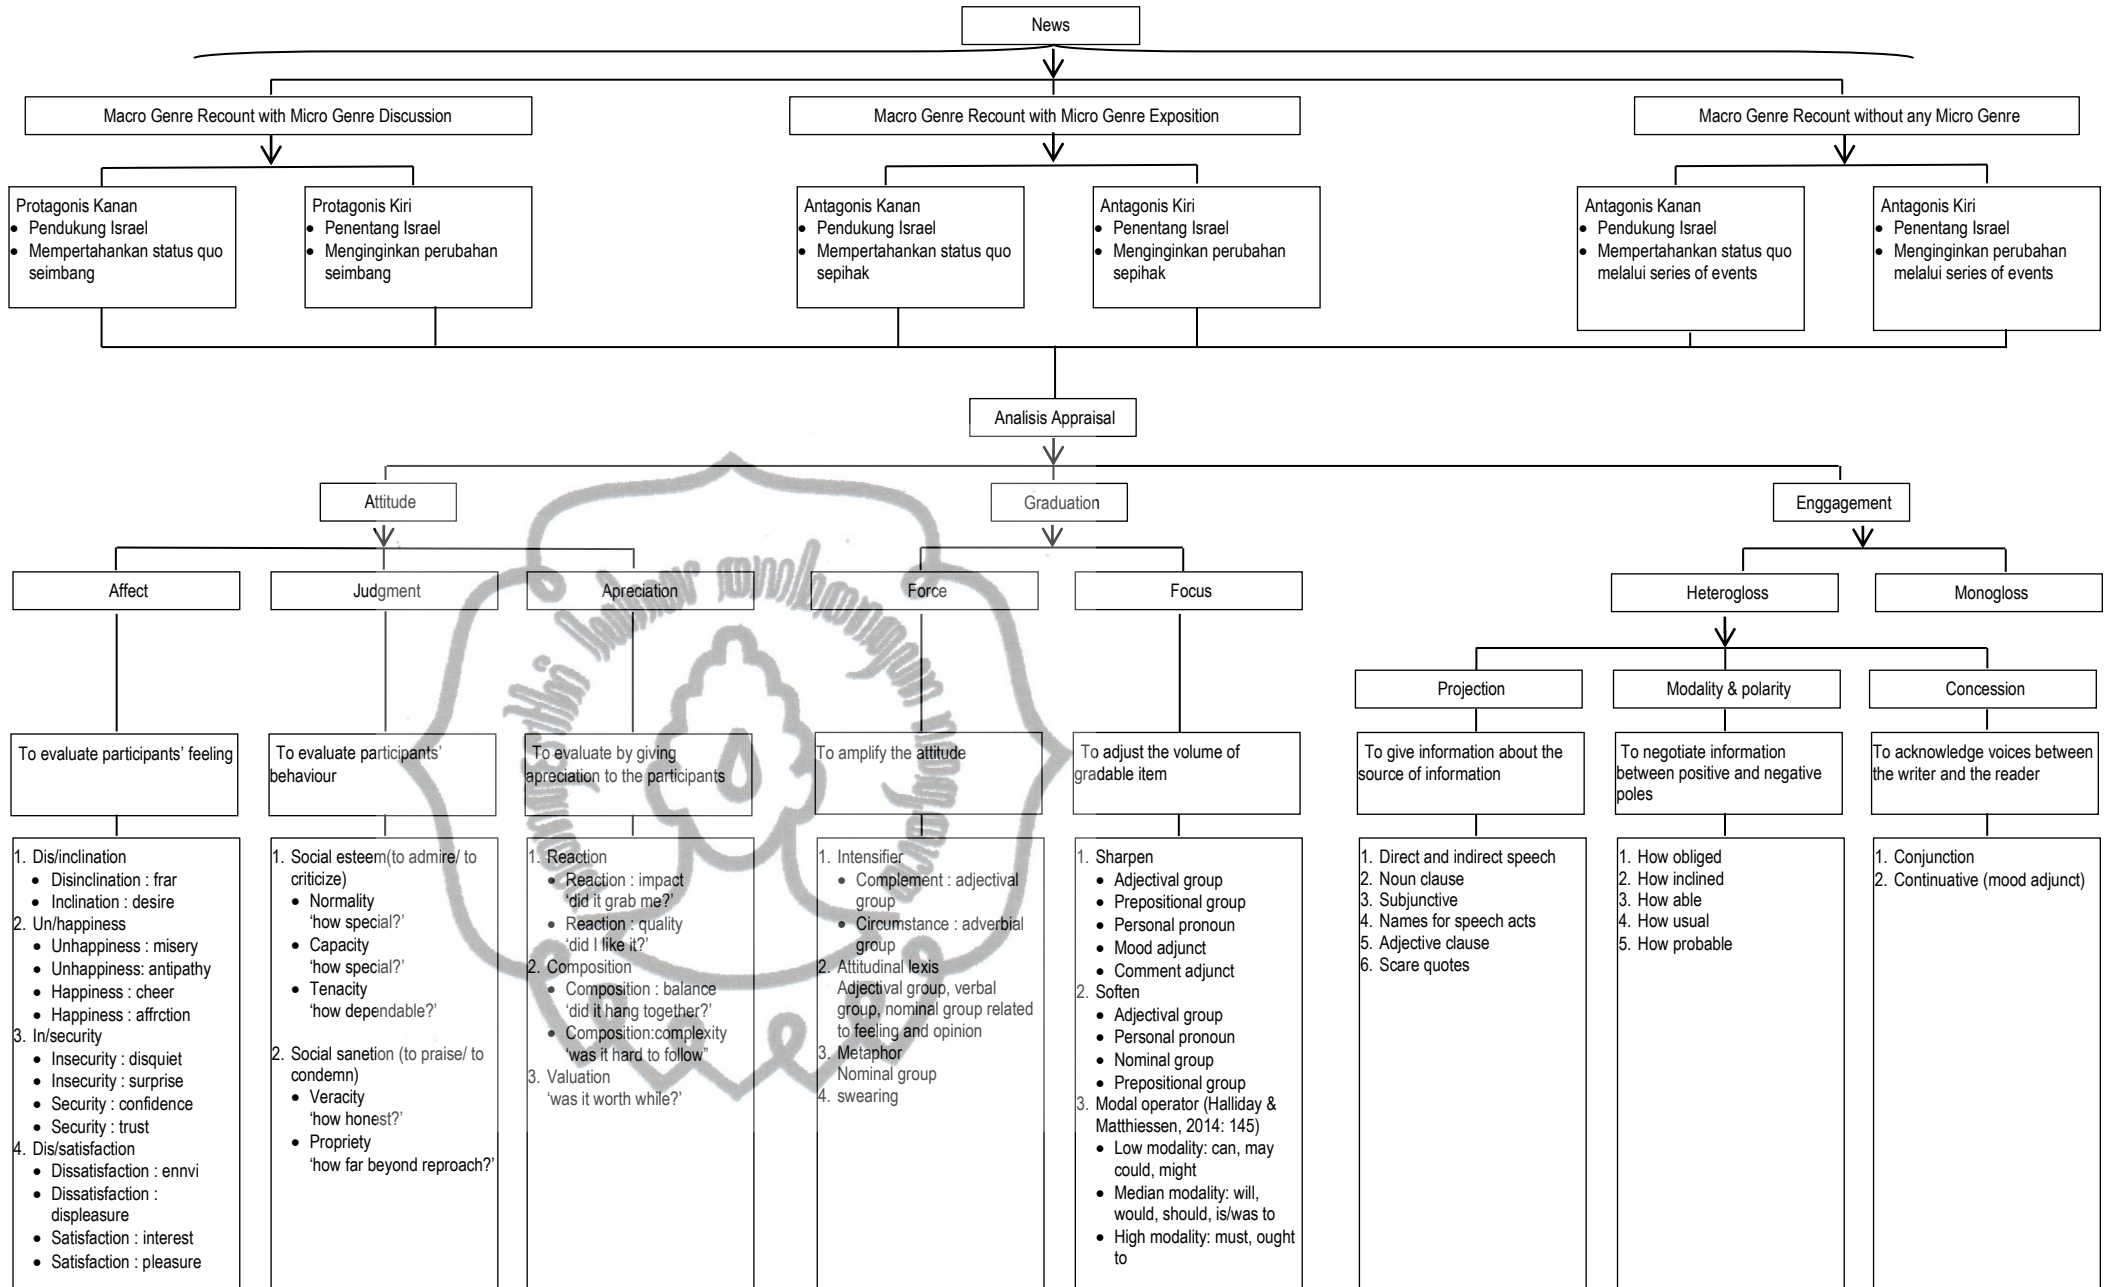 News
Macro Genre Recount with Micro Genre Discussion
Macro Genre Recount with Micro Genre Exposition
Macro Genre Recount without any Micro Genre
Protagonis Kanan
• Pendukung Israel
• Mempertahankan status quo
seimbang
Protagonis Kiri
• Penentang Israel
• Menginginkan perubahan
seimbang
Antagonis Kanan
• Pendukung Israel
• Mempertahankan status quo
sepihak
Antagonis Kiri
• Penentang Israel
• Menginginkan perubahan
sepihak
Antagonis Kanan
• Pendukung Israel
• Mempertahankan status quo
melalui series of events
Antagonis Kiri
• Penentang Israel
• Menginginkan perubahan
melalui series of events
Analisis Appraisal
Attitude
Graduation
Enggagement
Affect
Judgment
Apreciation
Force
Focus
Heterogloss
Monogloss
Projection
Modality & polarity
Concession
To evaluate participants’ feeling
To evaluate participants’
behaviour
To evaluate by giving
apreciation to the participants
To amplify the attitude
To adjust the volume of
gradable item
To give information about the
source of information
To negotiate information
between positive and negative
poles
To acknowledge voices between
the writer and the reader
1. Dis/inclination
• Disinclination : frar
• Inclination : desire
2. Un/happiness
• Unhappiness : misery
• Unhappiness: antipathy
• Happiness : cheer
• Happiness : affrction
3. In/security
• Insecurity : disquiet
• Insecurity : surprise
• Security : confidence
• Security : trust
4. Dis/satisfaction
• Dissatisfaction : ennvi
• Dissatisfaction :
displeasure
• Satisfaction : interest
• Satisfaction : pleasure
1. Social esteem(to admire/ to
criticize)
• Normality
‘how special?’
• Capacity
‘how special?’
• Tenacity
‘how dependable?’
2. Social sanetion (to praise/ to
condemn)
• Veracity
‘how honest?’
• Propriety
‘how far beyond reproach?’
1. Reaction
• Reaction : impact
‘did it grab me?’
• Reaction : quality
‘did I like it?’
2. Composition
• Composition : balance
‘did it hang together?’
• Composition:complexity
‘was it hard to follow”
3. Valuation
‘was it worth while?’
1. Intensifier
• Complement : adjectival
group
• Circumstance : adverbial
group
2. Attitudinal lexis
Adjectival group, verbal
group, nominal group related
to feeling and opinion
3. Metaphor
Nominal group
4. swearing
1. Sharpen
• Adjectival group
• Prepositional group
• Personal pronoun
• Mood adjunct
• Comment adjunct
2. Soften
• Adjectival group
• Personal pronoun
• Nominal group
• Prepositional group
3. Modal operator (Halliday &
Matthiessen, 2014: 145)
• Low modality: can, may
could, might
• Median modality: will,
would, should, is/was to
• High modality: must, ought
to
1. Direct and indirect speech
2. Noun clause
3. Subjunctive
4. Names for speech acts
5. Adjective clause
6. Scare quotes
1. How obliged
2. How inclined
3. How able
4. How usual
5. How probable
1. Conjunction
2. Continuative (mood adjunct)